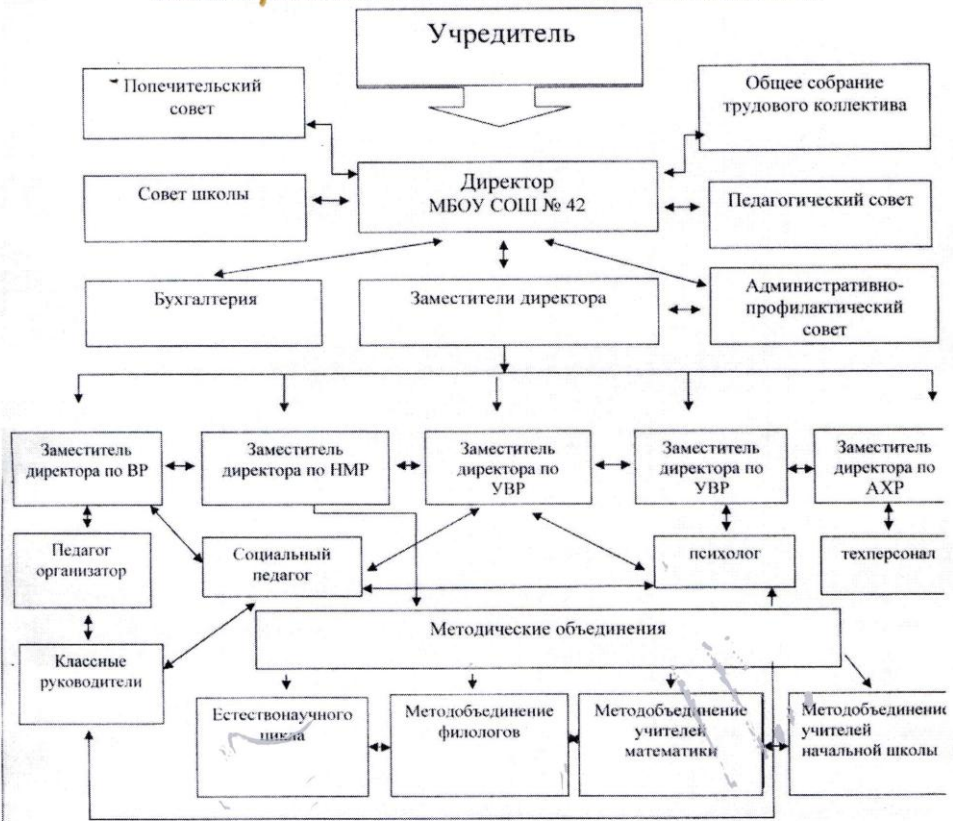 Учредитель
Попечительский
совет
Общее собрание
трудового коллектива
Совет школы
Директор
МБОУ СОШ № 42
Педагогический совет
Бухгалтерия
Заместители директора
Административно-
профилактический
совет
Заместитель
директора по ВР
Заместитель
директора по НМР
Заместитель
директора по
УВР
Заместитель
директора по
УВР
Заместитель
директора по
АХР
Педагог
организатор
Социальный
педагог
психолог
техперсонал
Методические объединения
Классные
руководители
Естествонаучного
цикла
Методобъединение
филологов
Методобъединение
учителей
математики
Методобъединение
учителей
начальной школы